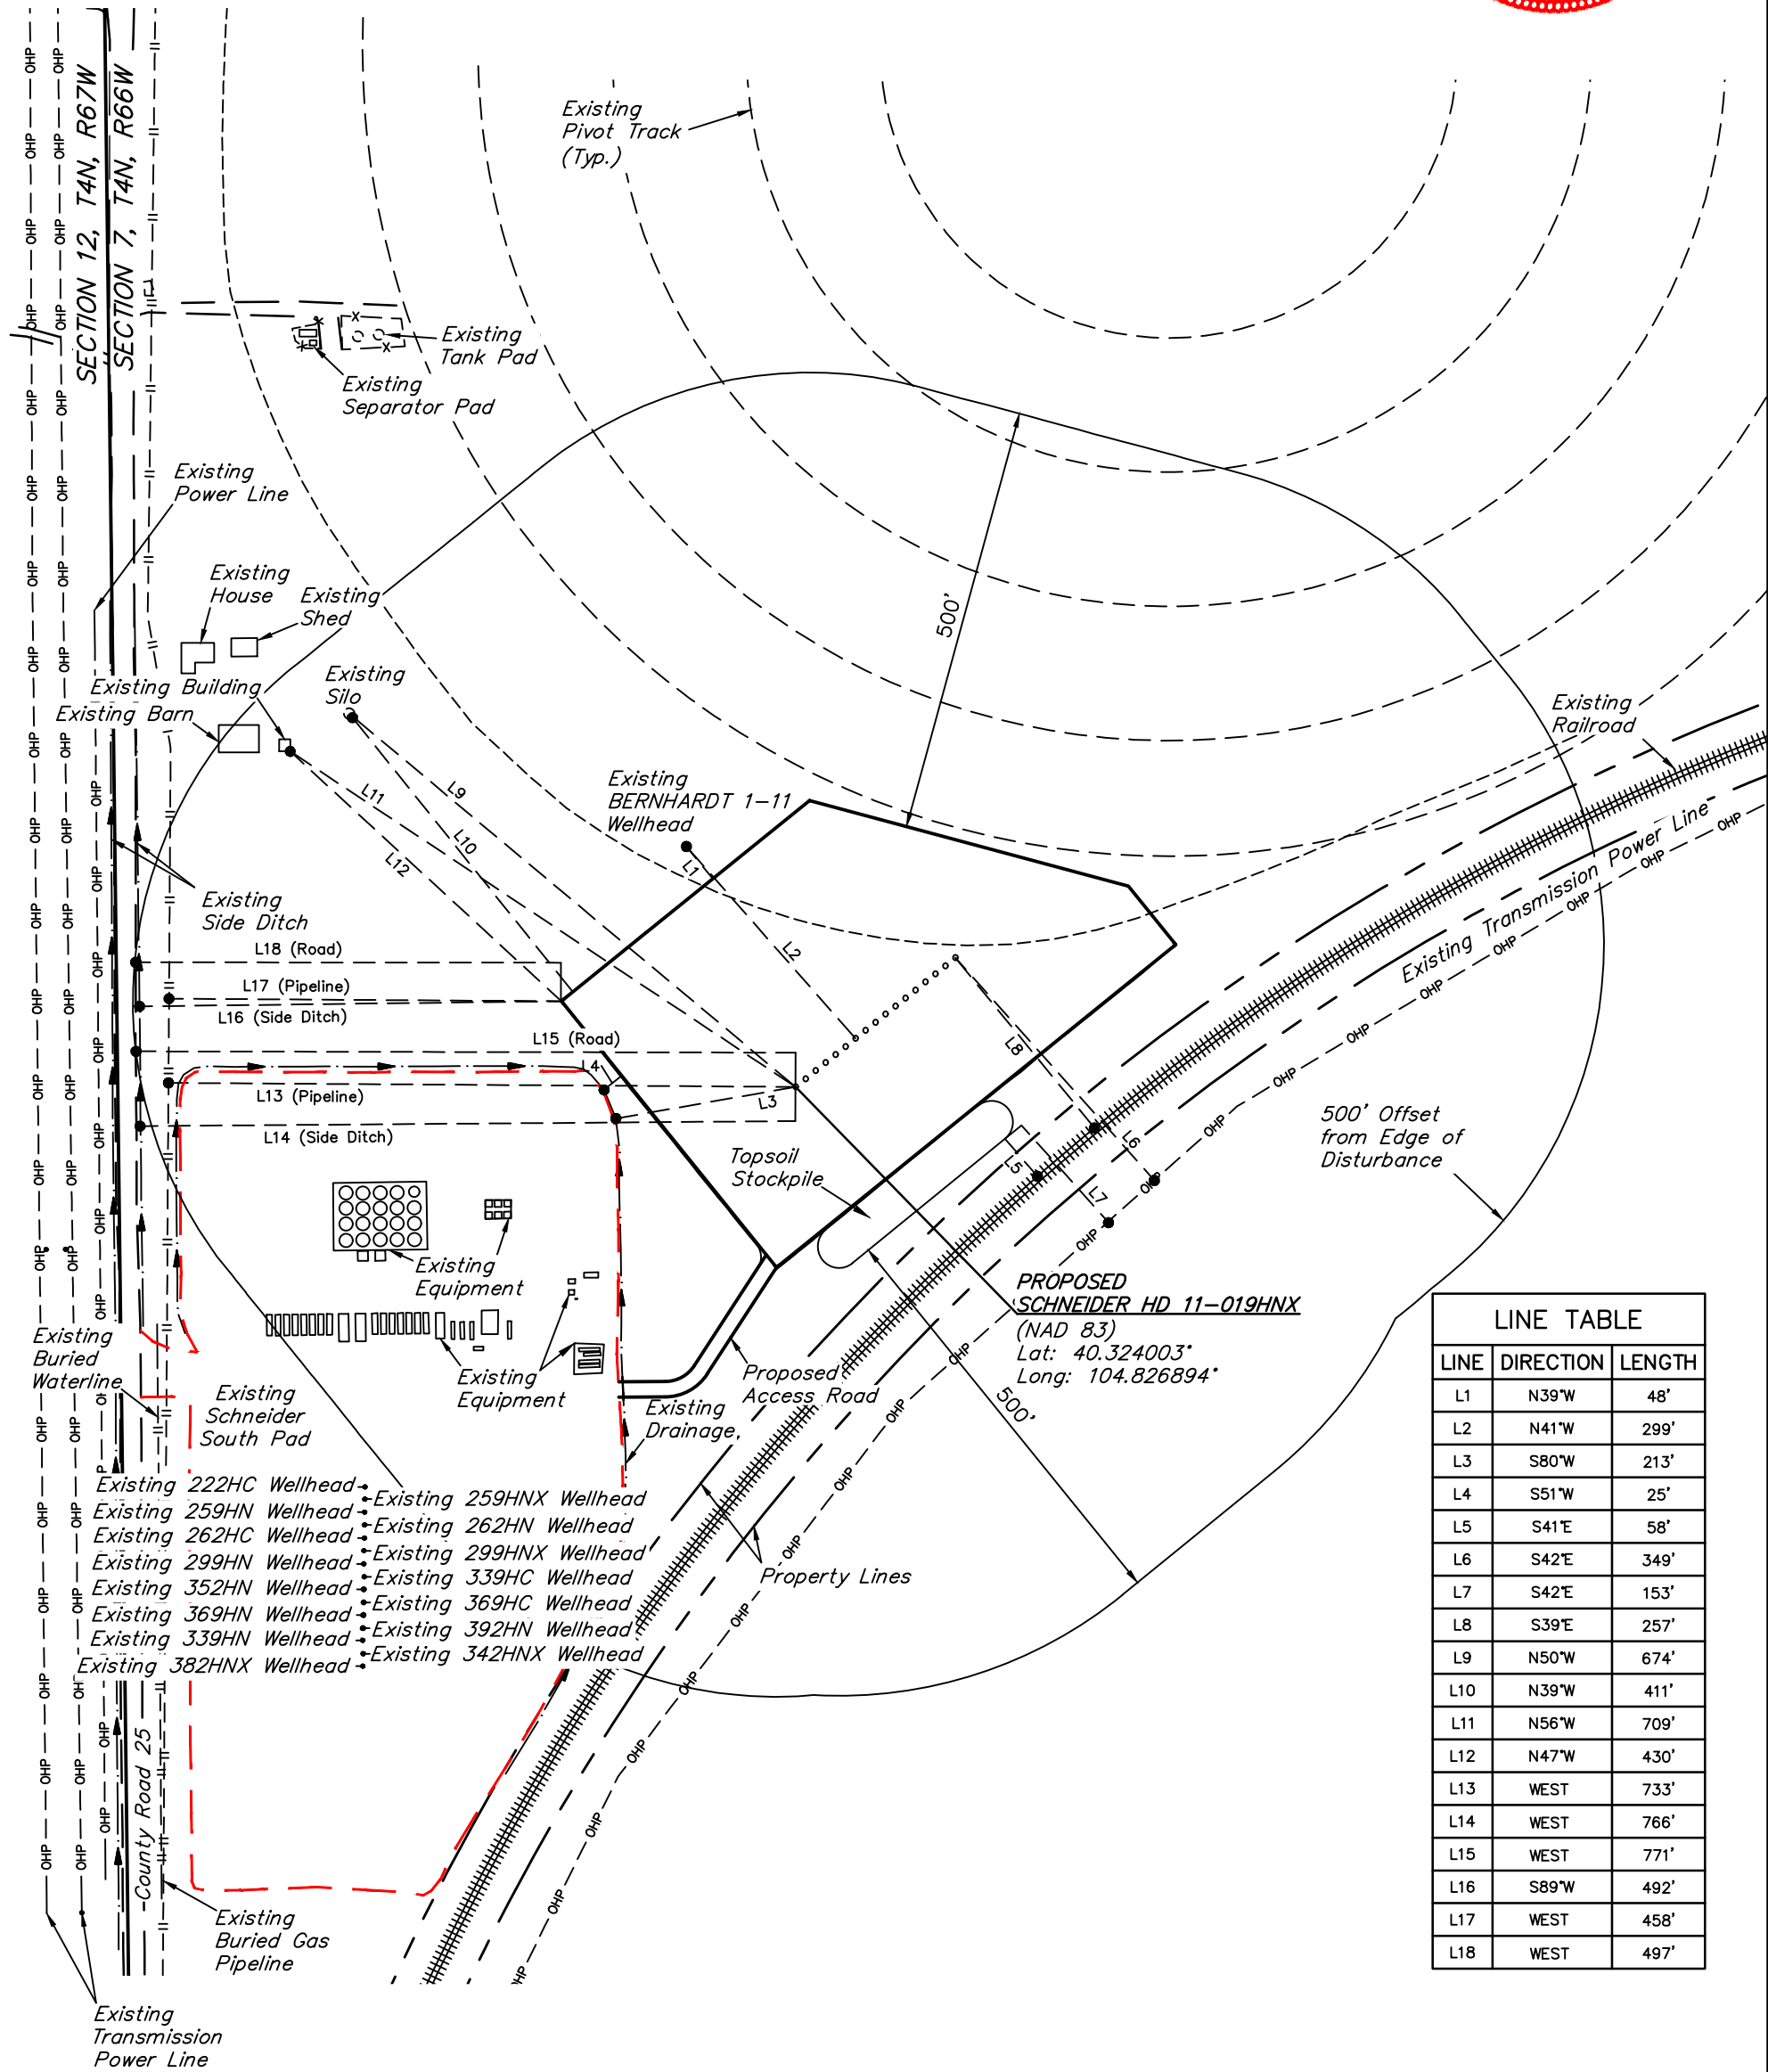 SECTION 12, T4N, R67W
SECTION 7, T4N, R66W
Existing
Pivot Track
(Typ.)
Existing
Tank Pad
Existing
Separator Pad
Existing
Power Line
Existing
House
Existing
Shed
Existing Building
Existing Barn
Existing
Silo
500'
Existing
Railroad
Existing
BERNHARDT 1-11
Wellhead
L9
L11
L10
L12
L1
L2
Existing Transmission Power Line
Existing
Side Ditch
L18 (Road)
L17 (Pipeline)
L16 (Side Ditch)
L15 (Road)
L8
L13 (Pipeline)
L3
L14 (Side Ditch)
L6
L5
L7
500' Offset
from Edge of
Disturbance
Topsoil
Stockpile
Existing
Equipment
PROPOSED
SCHNEIDER HD 11-019HNX
(NAD 83)
Lat: 40.324003°
Long: 104.826894°
Existing
Buried
Waterline
Existing
Schneider
South Pad
Existing
Equipment
Proposed
Access Road
Existing
Drainage
500'
Existing 222HC Wellhead
Existing 259HNX Wellhead
Existing 259HN Wellhead
Existing 262HN Wellhead
Existing 262HC Wellhead
Existing 299HNX Wellhead
Existing 299HN Wellhead
Existing 339HC Wellhead
Existing 352HN Wellhead
Existing 369HC Wellhead
Existing 369HN Wellhead
Existing 392HN Wellhead
Existing 339HN Wellhead
Existing 342HNX Wellhead
Existing 382HNX Wellhead
Property Lines
County Road 25
Existing
Buried Gas
Pipeline
Existing
Transmission
Power Line
OHP
LINE TABLE
LINE DIRECTION LENGTH
L1 N39°W 48'
L2 N41°W 299'
L3 S80°W 213'
L4 S51°W 25'
L5 S41°E 58'
L6 S42°E 349'
L7 S42°E 153'
L8 S39°E 257'
L9 N50°W 674'
L10 N39°W 411'
L11 N56°W 709'
L12 N47°W 430'
L13 WEST 733'
L14 WEST 766'
L15 WEST 771'
L16 S89°W 492'
L17 WEST 458'
L18 WEST 497'